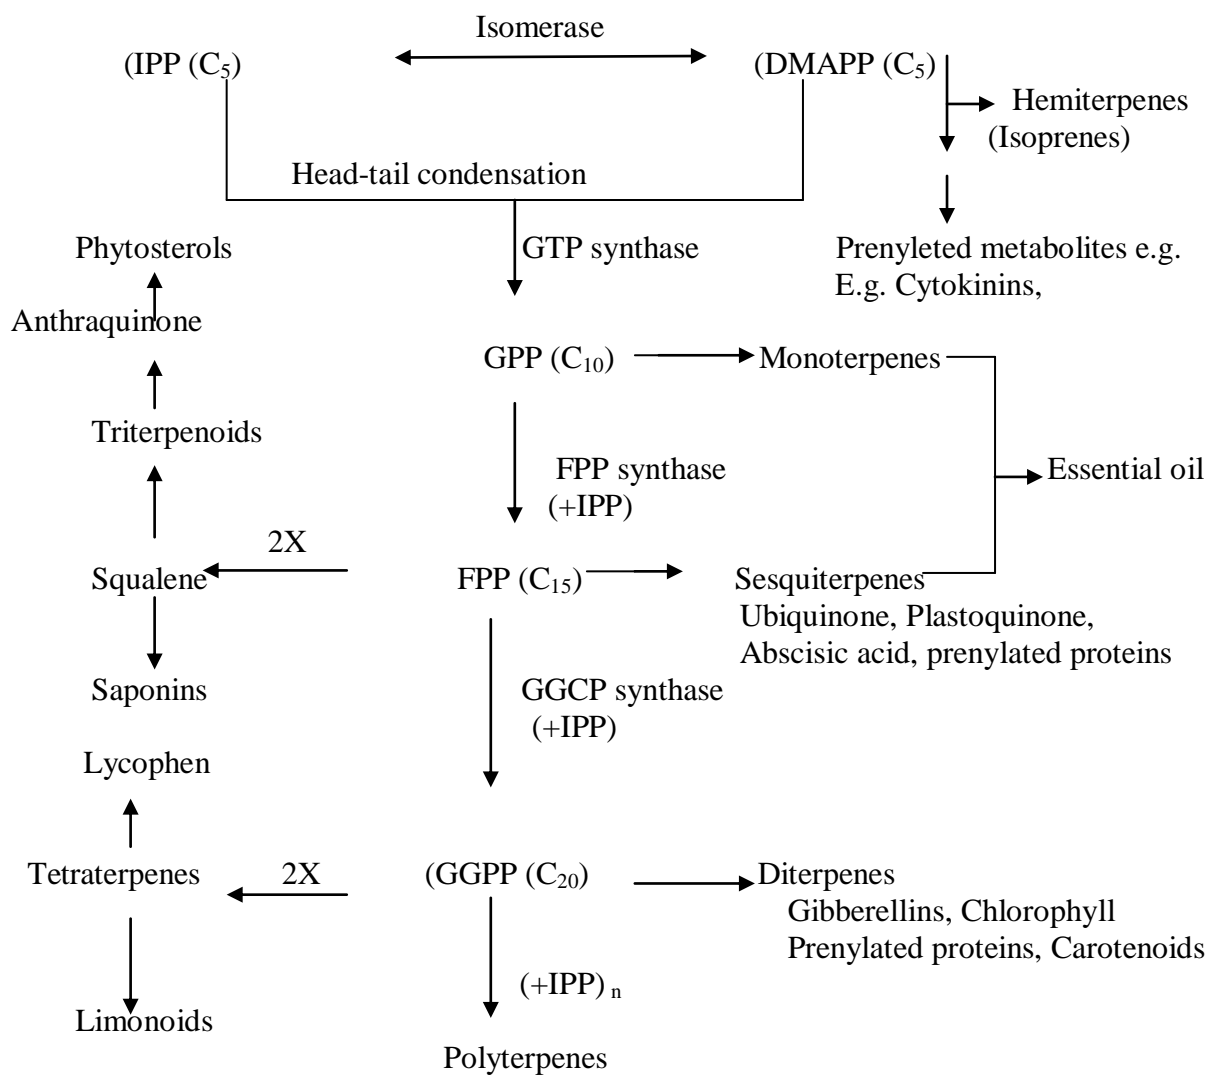 Isomerase
(IPP (C5)
(DMAPP (C5)
Hemiterpenes
(Isoprenes)
Head-tail condensation
Phytosterols
GTP synthase
Prenyleted metabolites e.g.
E.g. Cytokinins,
Anthraquinone
GPP (C10)
Monoterpenes
Triterpenoids
FPP synthase
(+IPP)
Essential oil
2X
Squalene
FPP (C15)
Sesquiterpenes
Ubiquinone, Plastoquinone,
Abscisic acid, prenylated proteins
Saponins
GGCP synthase
(+IPP)
Lycophen
Tetraterpenes
2X
(GGPP (C20)
Diterpenes
Gibberellins, Chlorophyll
Prenylated proteins, Carotenoids
(+IPP) n
Limonoids
Polyterpenes